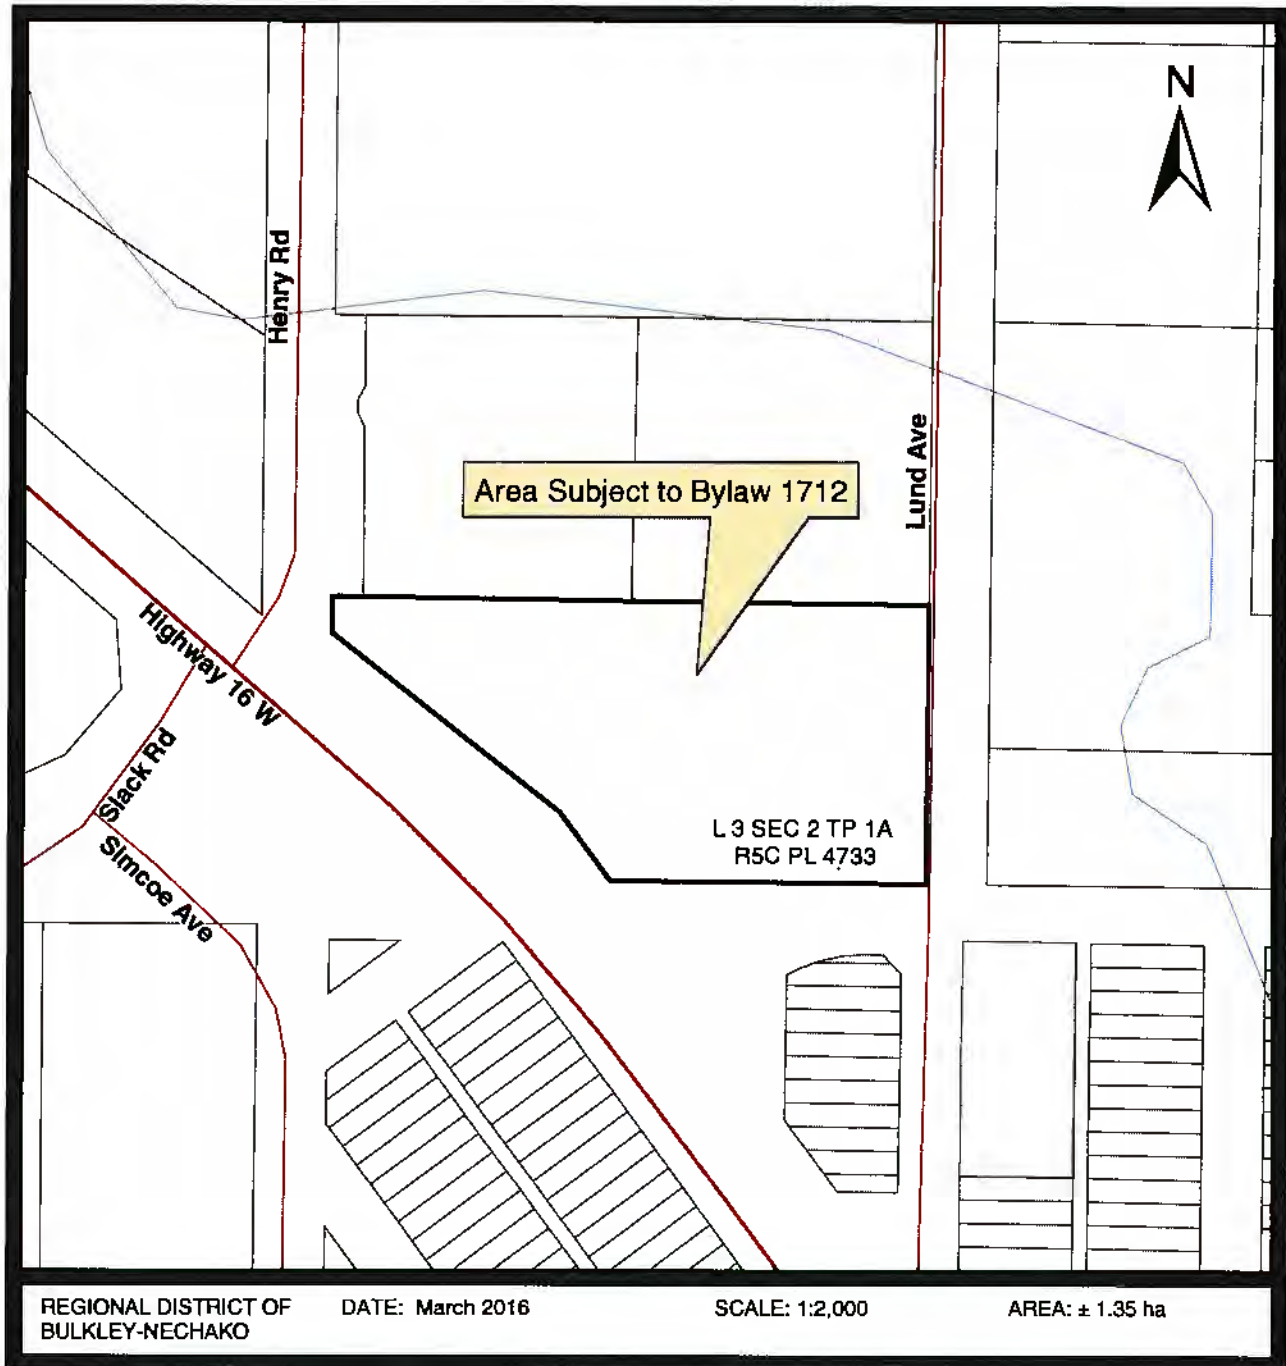 N
Henry Rd
Lund Ave
Area Subject to Bylaw 1712
Highway 16 W
Slack Rd
Simcoe Ave
L 3 SEC 2 TP 1A
R5C PL 4733
REGIONAL DISTRICT OF
BULKLEY-NECHAKO
DATE: March 2016
SCALE: 1:2,000
AREA: ± 1.35 ha